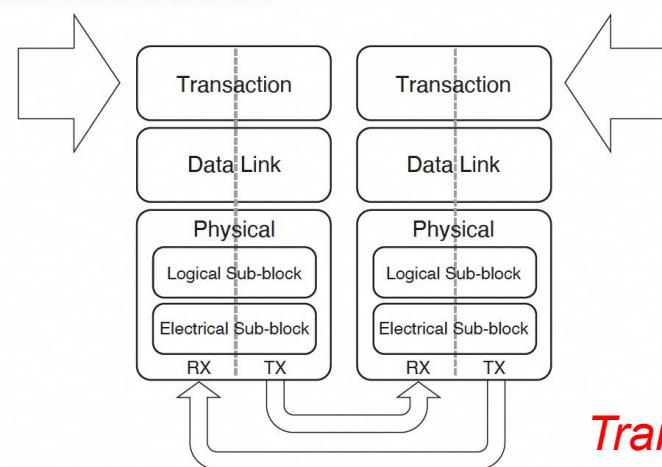 Transaction
Transaction
Data Link
Data Link
Physical
Physical
Logical Sub-block
Logical Sub-block
Electrical Sub-block
Electrical Sub-block
RX TX
RX TX